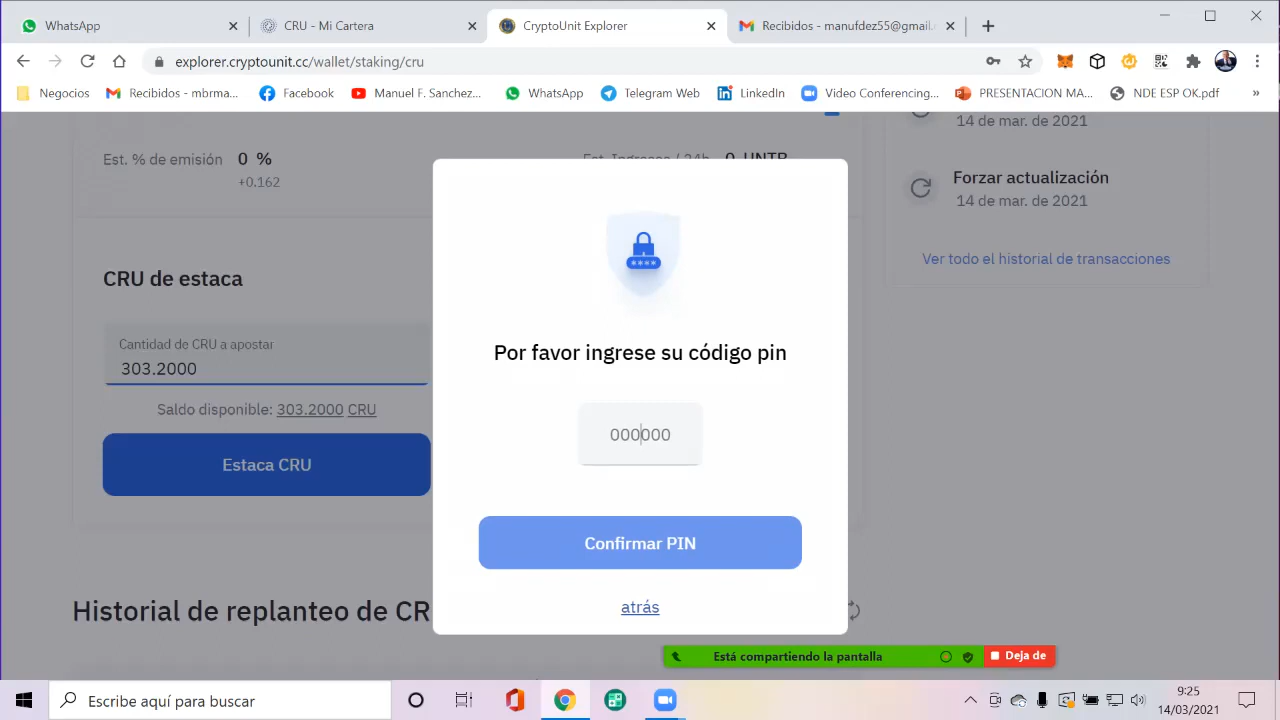 WhatsApp
CRU - Mi Cartera
CryptoUnit Explorer
Recibidos - manufdez55@gmail.
explorer.cryptounit.cc/wallet/staking/cru
Negocios
Recibidos - mbrma...
Facebook
Manuel F. Sanchez...
WhatsApp
Telegram Web
LinkedIn
Video Conferencing...
PRESENTACION MA...
NDE ESP OK.pdf
»
Est. % de emisión 0 %
+0.162
Est. Ingresos / 24h 0 UNTB
14 de mar. de 2021
Forzar actualización
14 de mar. de 2021
Ver todo el historial de transacciones
CRU de estaca
Cantidad de CRU a apostar
303.2000
Saldo disponible: 303.2000 CRU
Estaca CRU
Historial de replanteo de CR
****
Por favor ingrese su código pin
000000
Confirmar PIN
atrás
Está compartiendo la pantalla
Deja de
Escribe aquí para buscar
9:25
14/03/2021